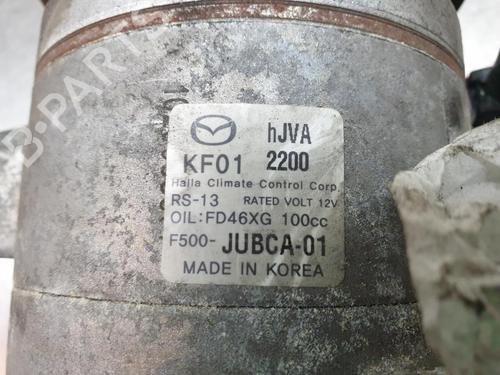 hJVA
KF01 2200
Halla Climate Control Corp.
RS-13 RATED VOLT 12V
OIL:FD46XG 100cc
F500-JUBCA-01
MADE IN KOREA
B-PARTS